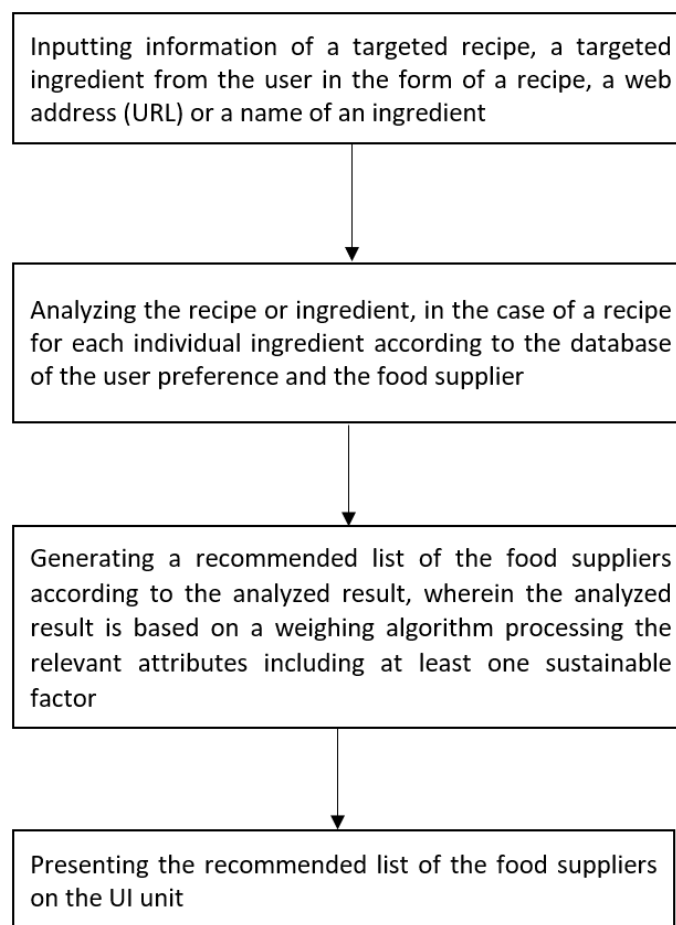 Inputting information of a targeted recipe, a targeted
ingredient from the user in the form of a recipe, a web
address (URL) or a name of an ingredient
Analyzing the recipe or ingredient, in the case of a recipe
for each individual ingredient according to the database
of the user preference and the food supplier
Generating a recommended list of the food suppliers
according to the analyzed result, wherein the analyzed
result is based on a weighing algorithm processing the
relevant attributes including at least one sustainable
factor
Presenting the recommended list of the food suppliers
on the UI unit